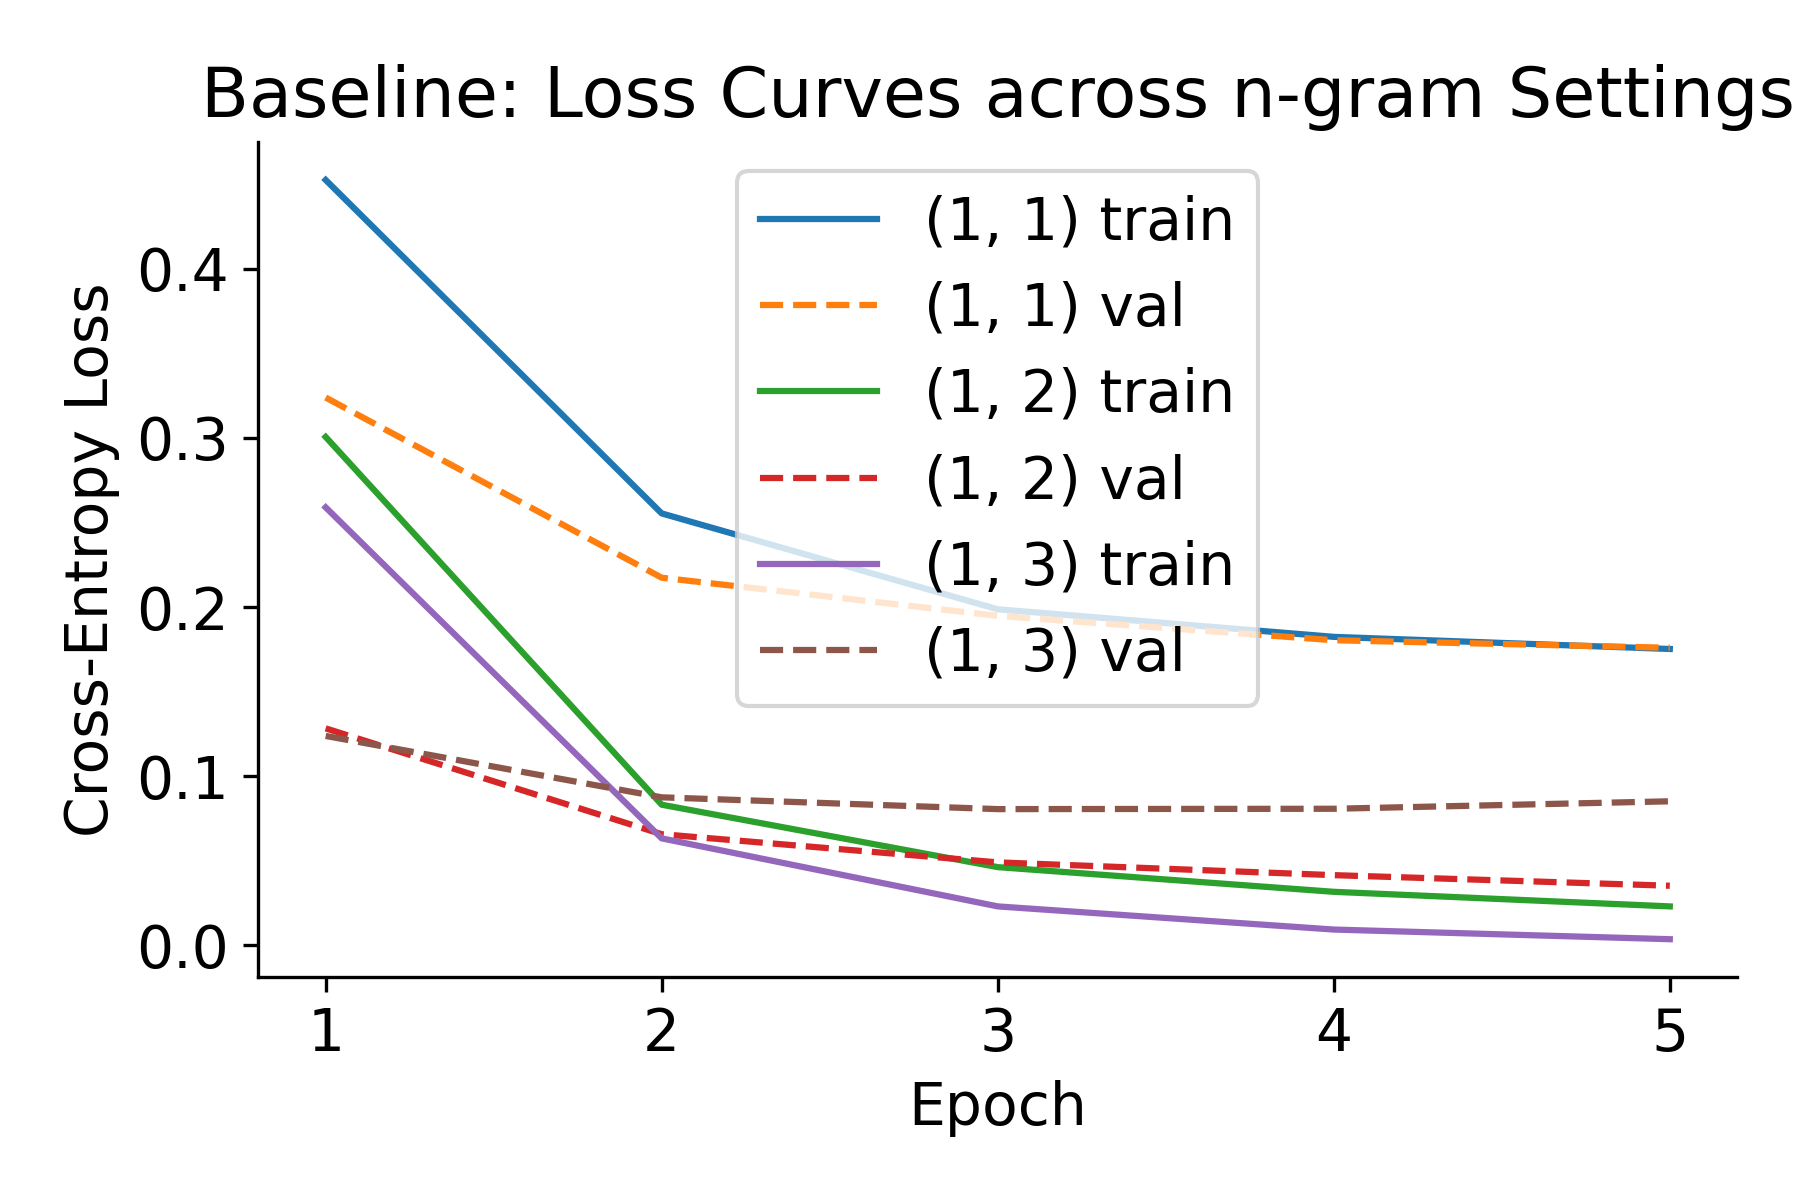 Baseline: Loss Curves across n-gram Settings
Cross-Entropy Loss
0.4
0.3
0.2
0.1
0.0
(1, 1) train
(1, 1) val
(1, 2) train
(1, 2) val
(1, 3) train
(1, 3) val
1 2 3 4 5
Epoch